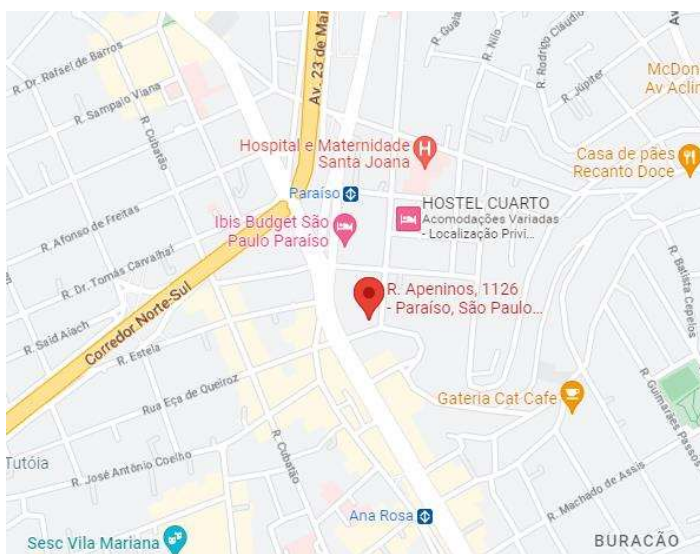 R. Dr. Rafael de Barros
Av. 23 de Mai
R. Guala
R. Nilo
R. Rodrigo Cláudio
Av
McDon
Av Aclin
R. Júpiter
R. Sampaio Viana
R. Cubatão
Hospital e Maternidade
Santa Joana
H
Casa de pães
Recanto Doce
Paraíso
HOSTEL CUARTO
Acomodações Variadas
- Localização Privi...
Ibis Budget São
Paulo Paraíso
R. Afonso de Freitas
R. Dr. Tomás Carvalhal
R. Apeninos, 1126
- Paraíso, São Paulo...
R. Batista Cepelos
R. Said Aiach
Corredor Norte-Sul
R. Estela
Rua Eça de Queiroz
Gateria Cat Cafe
R. Guimarães Passos
R. Cubatão
Tutóia
R. José Antônio Coelho
R. Machado de Assis
Ana Rosa
Sesc Vila Mariana
BURACÃO